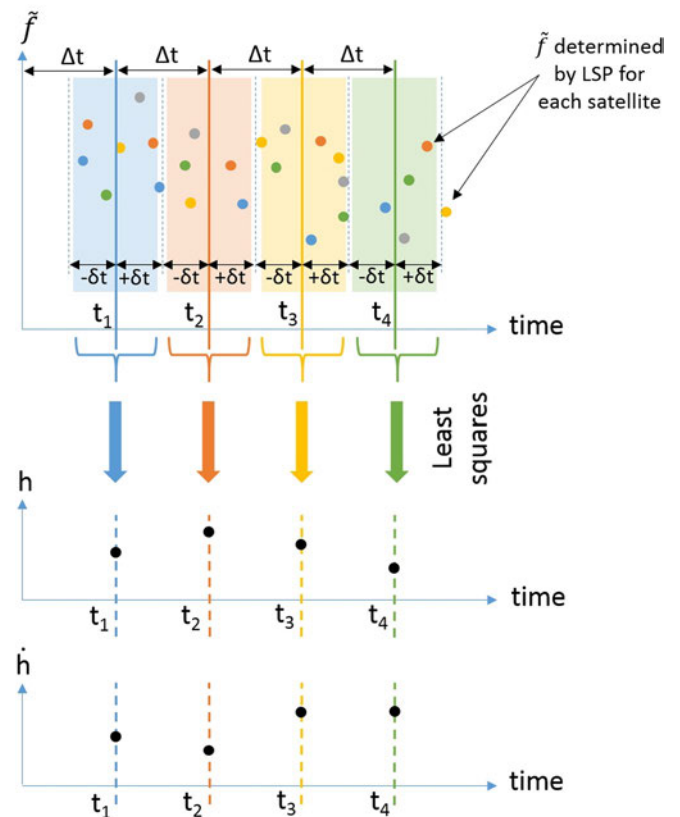 f̃
Δt Δt Δt Δt
f̃ determined
by LSP for
each satellite
-δt +δt -δt +δt -δt +δt -δt +δt
t₁ t₂ t₃ t₄
time
Least
squares
h
t₁ t₂ t₃ t₄
time
ḣ
t₁ t₂ t₃ t₄
time